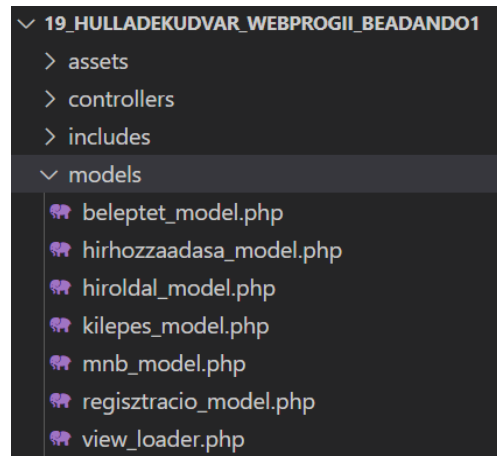 19_HULLADEKUDVAR_WEBPROGII_BEADANDO1
assets
controllers
includes
models
beleptet_model.php
hirhozzaadasa_model.php
hiroldal_model.php
kilepes_model.php
mnb_model.php
regisztracio_model.php
view_loader.php